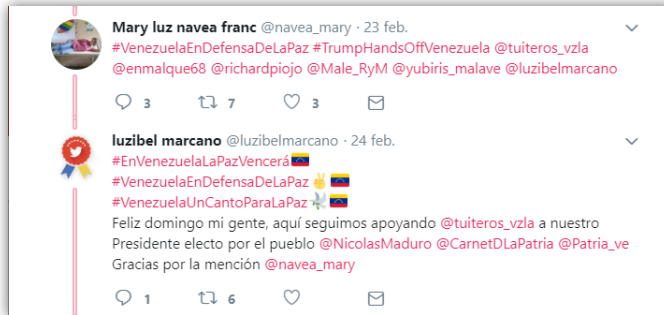 Mary luz navea franc @navea_mary · 23 feb.
#VenezuelaEnDefensaDeLaPaz #TrumpHandsOffVenezuela @tuiteros_vzla
@enmalque68 @richardpiojo @Male_RyM @yubiris_malave @luzibelmarcano
3 7 3
luzibel marcano @luzibelmarcano · 24 feb.
#EnVenezuelaLaPazVencerá🇻🇪
#VenezuelaEnDefensaDeLaPaz✌️🇻🇪
#VenezuelaUnCantoParaLaPaz🕊️🇻🇪
Feliz domingo mi gente, aquí seguimos apoyando @tuiteros_vzla a nuestro
Presidente electo por el pueblo @NicolasMaduro @CarnetDLaPatria @Patria_ve
Gracias por la mención @navea_mary
1 6